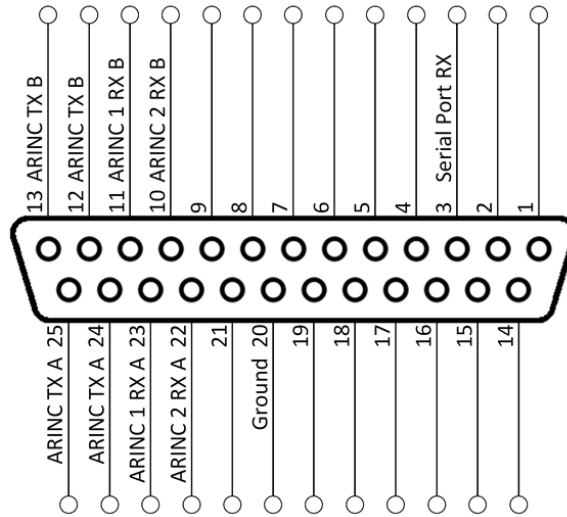 13 ARINC TX B
12 ARINC TX B
11 ARINC 1 RX B
10 ARINC 2 RX B
9
8
7
6
5
4
3 Serial Port RX
2
1
ARINC TX A 25
ARINC TX A 24
ARINC 1 RX A 23
ARINC 2 RX A 22
21
Ground 20
19
18
17
16
15
14